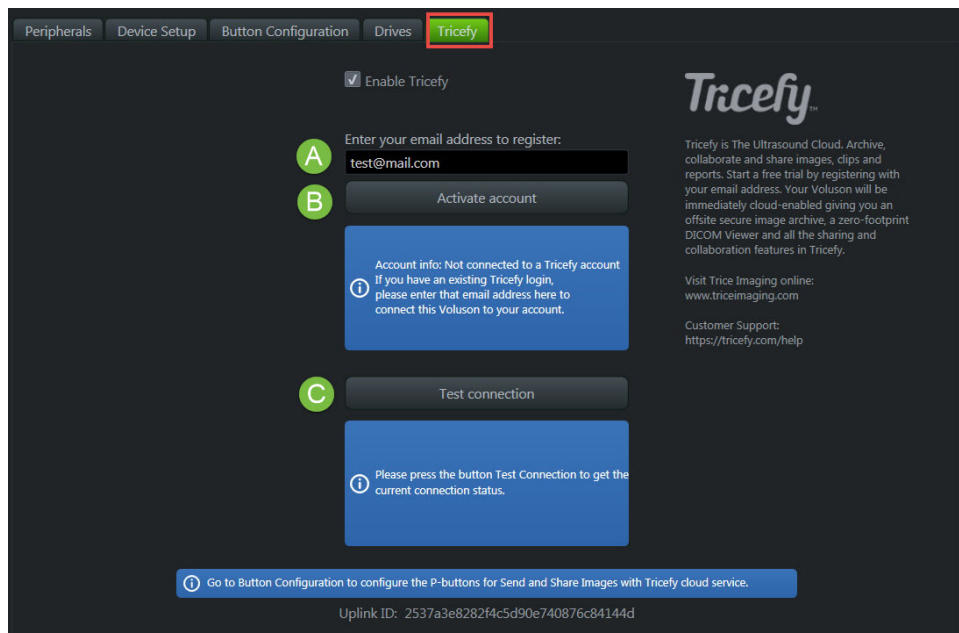 Peripherals Device Setup Button Configuration Drives Tricefy
Enable Tricefy
Enter your email address to register:
A
test@mail.com
B
Activate account
Account info: Not connected to a Tricefy account
If you have an existing Tricefy login,
please enter that email address here to
connect this Voluson to your account.
C
Test connection
Please press the button Test Connection to get the
current connection status.
Tricefy™
Tricefy is The Ultrasound Cloud. Archive,
collaborate and share images, clips and
reports. Start a free trial by registering with
your email address. Your Voluson will be
immediately cloud-enabled giving you an
offsite secure image archive, a zero-footprint
DICOM Viewer and all the sharing and
collaboration features in Tricefy.
Visit Trice Imaging online:
www.triceimaging.com
Customer Support:
https://tricefy.com/help
Go to Button Configuration to configure the P-buttons for Send and Share Images with Tricefy cloud service.
Uplink ID: 2537a3e8282f4c5d90e740876c84144d